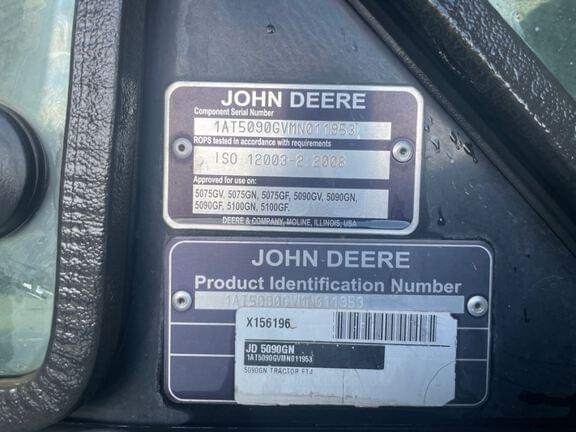 JOHN DEERE
Component Serial Number
1AT5090GVMN011953
ROPS tested in accordance with requirements
ISO 12003-2:2008
Approved for use on:
5075GV, 5075GN, 5075GF, 5090GV, 5090GN,
5090GF, 5100GN, 5100GF.
DEERE & COMPANY, MOLINE, ILLINOIS, USA
JOHN DEERE
Product Identification Number
1AT5090GVMN011953
X156196
JD 5090GN
1AT5090GVMN011953
5090GN TRACTOR FT4